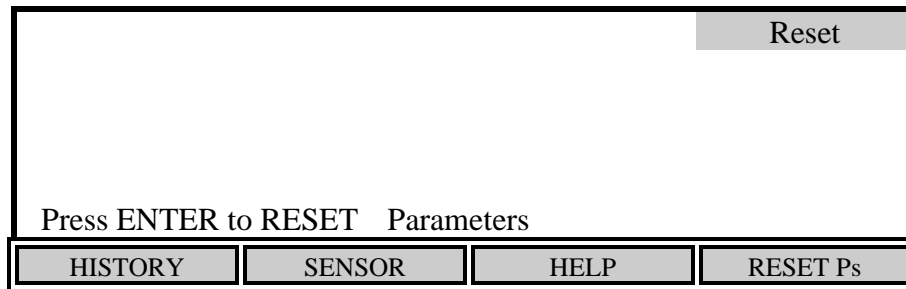 Reset
Press ENTER to RESET Parameters
HISTORY SENSOR HELP RESET Ps